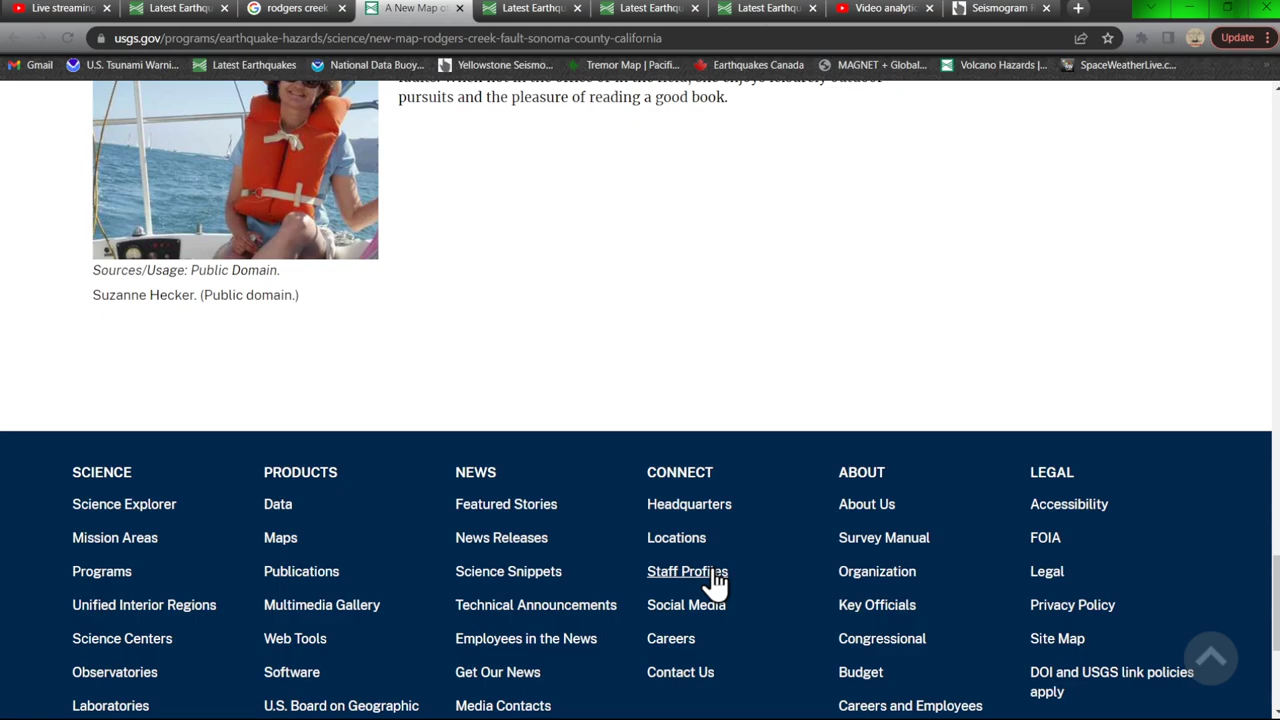 Live streaming
Latest Earthqu
rodgers creek
A New Map o
Latest Earthqu
Latest Earthqu
Latest Earthqu
Video analytic
Seismogram
usgs.gov/programs/earthquake-hazards/science/new-map-rodgers-creek-fault-sonoma-county-california
Update
Gmail
U.S. Tsunami Warni...
Latest Earthquakes
National Data Buoy...
Yellowstone Seismo...
Tremor Map | Pacifi...
Earthquakes Canada
MAGNET + Global...
Volcano Hazards |...
SpaceWeatherLive.c...
pursuits and the pleasure of reading a good book.
Sources/Usage: Public Domain.
Suzanne Hecker. (Public domain.)
SCIENCE
Science Explorer
Mission Areas
Programs
Unified Interior Regions
Science Centers
Observatories
Laboratories
PRODUCTS
Data
Maps
Publications
Multimedia Gallery
Web Tools
Software
U.S. Board on Geographic
NEWS
Featured Stories
News Releases
Science Snippets
Technical Announcements
Employees in the News
Get Our News
Media Contacts
CONNECT
Headquarters
Locations
Staff Profiles
Social Media
Careers
Contact Us
ABOUT
About Us
Survey Manual
Organization
Key Officials
Congressional
Budget
Careers and Employees
LEGAL
Accessibility
FOIA
Legal
Privacy Policy
Site Map
DOI and USGS link policies
apply